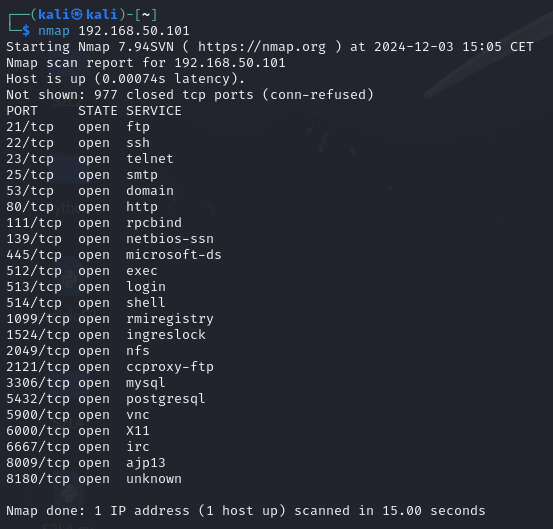 ┌──(kali㉿kali)-[~]
└─$ nmap 192.168.50.101
Starting Nmap 7.94SVN ( https://nmap.org ) at 2024-12-03 15:05 CET
Nmap scan report for 192.168.50.101
Host is up (0.00074s latency).
Not shown: 977 closed tcp ports (conn-refused)
PORT     STATE SERVICE
21/tcp   open  ftp
22/tcp   open  ssh
23/tcp   open  telnet
25/tcp   open  smtp
53/tcp   open  domain
80/tcp   open  http
111/tcp  open  rpcbind
139/tcp  open  netbios-ssn
445/tcp  open  microsoft-ds
512/tcp  open  exec
513/tcp  open  login
514/tcp  open  shell
1099/tcp open  rmiregistry
1524/tcp open  ingreslock
2049/tcp open  nfs
2121/tcp open  ccproxy-ftp
3306/tcp open  mysql
5432/tcp open  postgresql
5900/tcp open  vnc
6000/tcp open  X11
6667/tcp open  irc
8009/tcp open  ajp13
8180/tcp open  unknown
Nmap done: 1 IP address (1 host up) scanned in 15.00 seconds